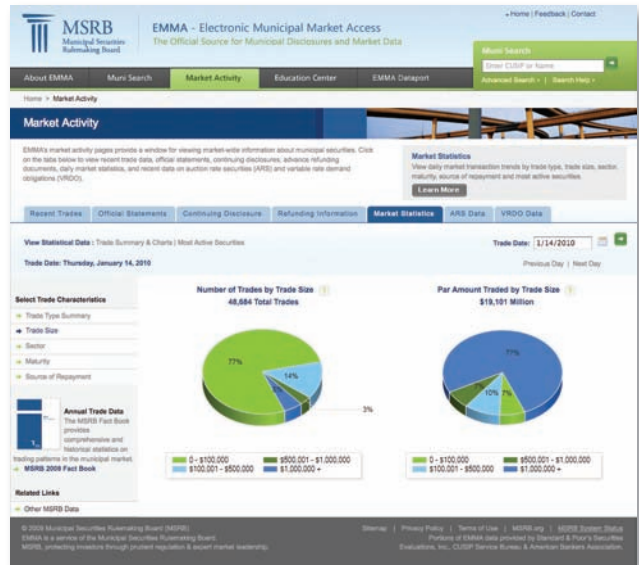 Home | Feedback | Contact
MSRB
Municipal Securities
Rulemaking Board
EMMA - Electronic Municipal Market Access
The Official Source for Municipal Disclosures and Market Data
Muni Search
Enter CUSIP or Name
Advanced Search | Search Help
About EMMA Muni Search Market Activity Education Center EMMA Dataport
Home > Market Activity
Market Activity
EMMA's market activity pages provide a window for viewing market-wide information about municipal securities. Click
on the tabs below to view recent trade data, official statements, continuing disclosures, advance refunding
documents, daily market statistics, and recent data on auction rate securities (ARS) and variable rate demand
obligations (VRDO).
Market Statistics
View daily market transaction trends by trade type, trade size, sector,
maturity, source of repayment and most active securities.
Learn More
Recent Trades Official Statements Continuing Disclosure Refunding Information Market Statistics ARS Data VRDO Data
View Statistical Data : Trade Summary & Charts | Most Active Securities
Trade Date: 1/14/2010
Trade Date: Thursday, January 14, 2010
Previous Day | Next Day
Select Trade Characteristics
Trade Type Summary
Trade Size
Sector
Maturity
Source of Repayment
Annual Trade Data
The MSRB Fact Book
provides
comprehensive and
historical statistics on
trading patterns in the municipal market.
MSRB 2009 Fact Book
Related Links
Other MSRB Data
Number of Trades by Trade Size
48,684 Total Trades
77%
14%
3%
0 - $100,000 $500,001 - $1,000,000
$100,001 - $500,000 $1,000,000 +
Par Amount Traded by Trade Size
$19,101 Million
77%
7%
10%
7%
0 - $100,000 $500,001 - $1,000,000
$100,001 - $500,000 $1,000,000 +
© 2009 Municipal Securities Rulemaking Board (MSRB)
EMMA is a service of the Municipal Securities Rulemaking Board.
MSRB, protecting investors through prudent regulation & expert market leadership.
Sitemap | Privacy Policy | Terms of Use | MSRB.org | MSRB System Status
Portions of EMMA data provided by Standard & Poor's Securities
Evaluations, Inc., CUSIP Service Bureau & American Bankers Association.